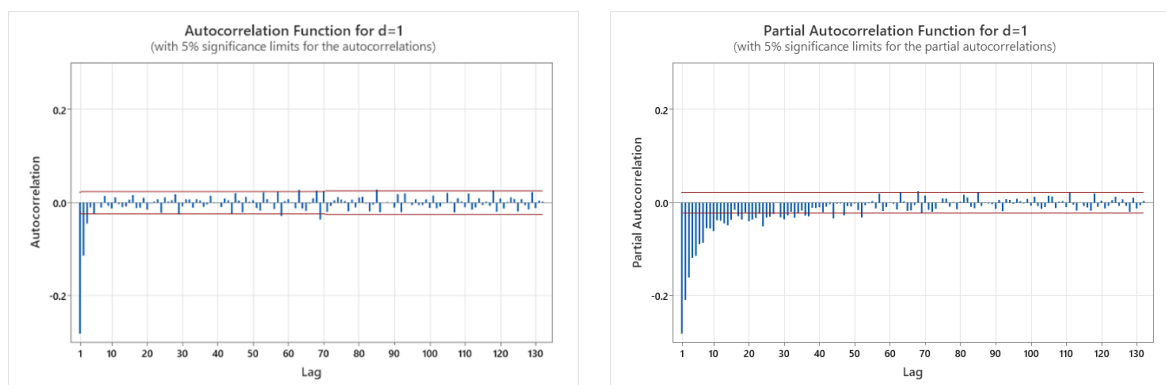 Autocorrelation Function for d=1
(with 5% significance limits for the autocorrelations)
Autocorrelation
0.2
0.0
-0.2
1 10 20 30 40 50 60 70 80 90 100 110 120 130
Lag
Partial Autocorrelation Function for d=1
(with 5% significance limits for the partial autocorrelations)
Partial Autocorrelation
0.2
0.0
-0.2
1 10 20 30 40 50 60 70 80 90 100 110 120 130
Lag